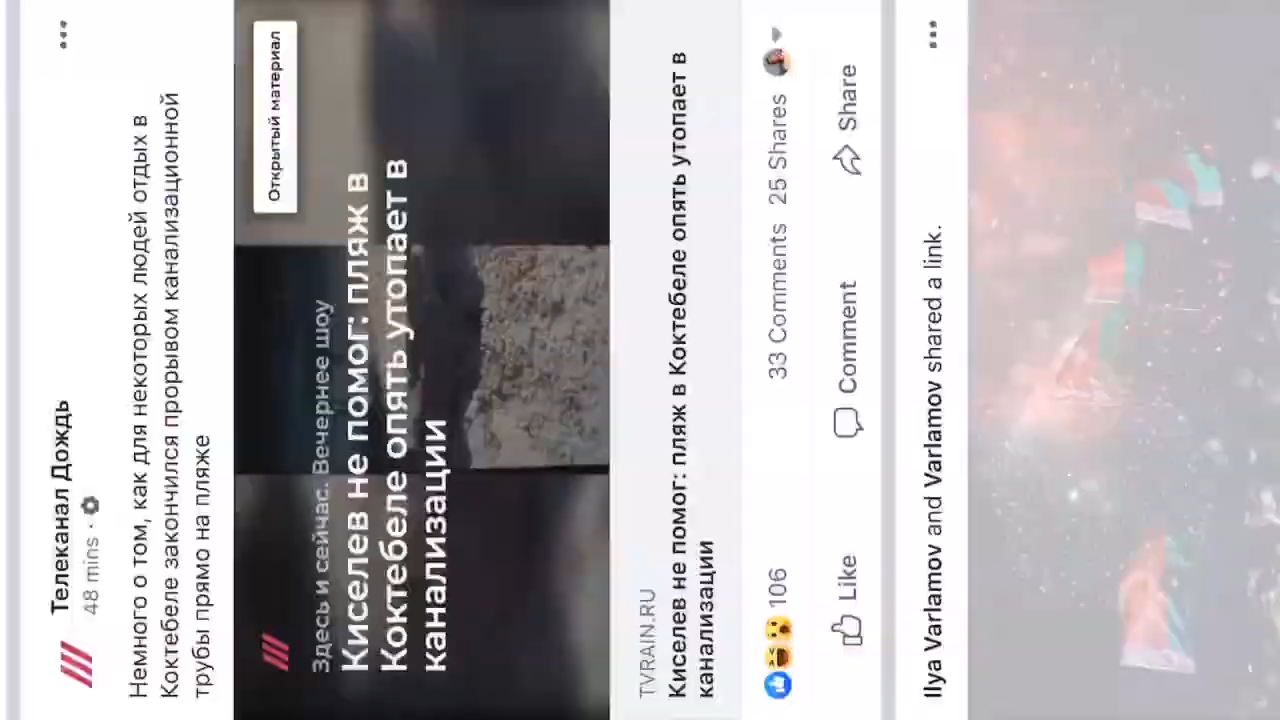 Телеканал Дождь
48 mins ·
Немного о том, как для некоторых людей отдых в
Коктебеле закончился прорывом канализационной
трубы прямо на пляже
Открытый материал
Здесь и сейчас. Вечернее шоу
Киселев не помог: пляж в
Коктебеле опять утопает в
канализации
TVRAIN.RU
Киселев не помог: пляж в Коктебеле опять утопает в
канализации
106
33 Comments 25 Shares
Like
Comment
Share
Ilya Varlamov and Varlamov shared a link.